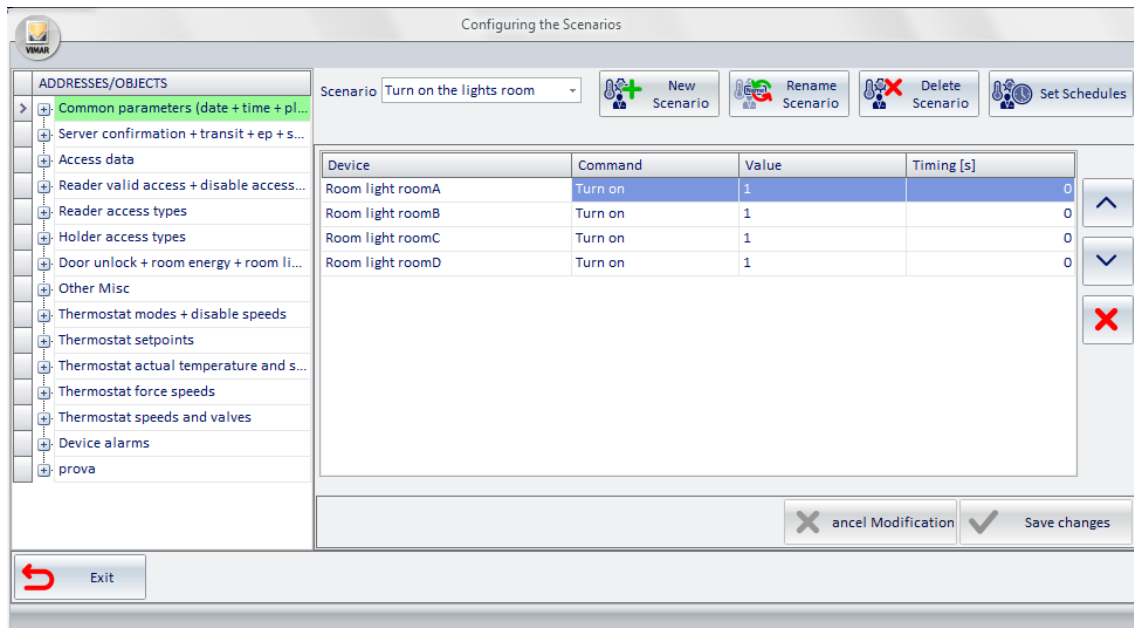 Configuring the Scenarios
VIMAR
ADDRESSES/OBJECTS
Common parameters (date + time + pl...
Server confirmation + transit + ep + s...
Access data
Reader valid access + disable access...
Reader access types
Holder access types
Door unlock + room energy + room li...
Other Misc
Thermostat modes + disable speeds
Thermostat setpoints
Thermostat actual temperature and s...
Thermostat force speeds
Thermostat speeds and valves
Device alarms
prova
Scenario Turn on the lights room
New
Scenario
Rename
Scenario
Delete
Scenario
Set Schedules
Device Command Value Timing [s]
Room light roomA Turn on 1 0
Room light roomB Turn on 1 0
Room light roomC Turn on 1 0
Room light roomD Turn on 1 0
ancel Modification
Save changes
Exit